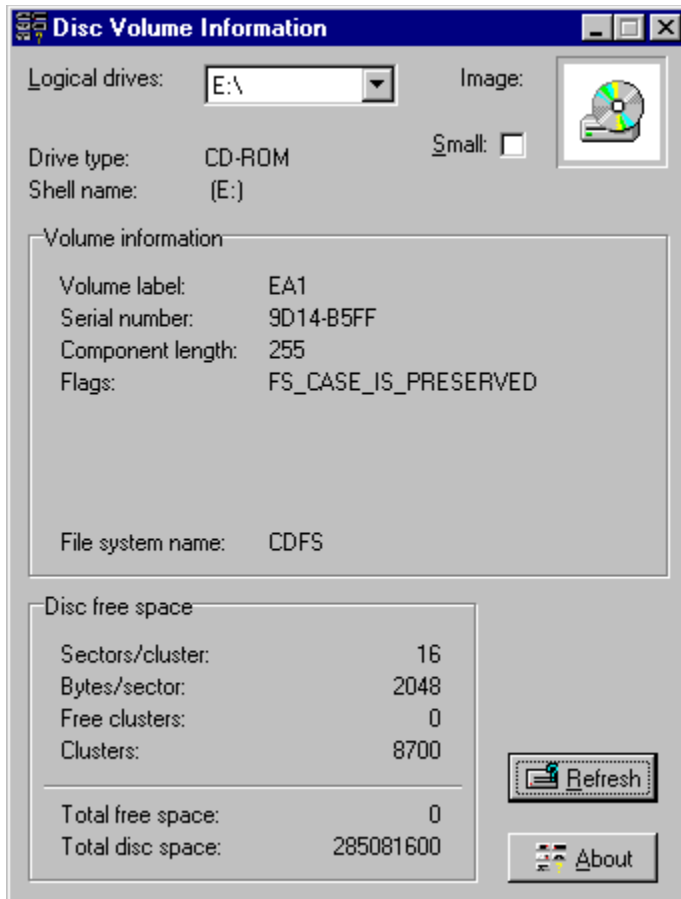 Disc Volume Information
Logical drives: E:\ Image:
Small:
Drive type: CD-ROM
Shell name: (E:)
Volume information
Volume label: EA1
Serial number: 9D14-B5FF
Component length: 255
Flags: FS_CASE_IS_PRESERVED
File system name: CDFS
Disc free space
Sectors/cluster: 16
Bytes/sector: 2048
Free clusters: 0
Clusters: 8700
Total free space: 0
Total disc space: 285081600
Refresh
About